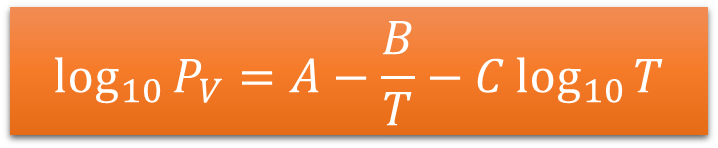 log₁₀ P_V = A − B/T − C log₁₀ T